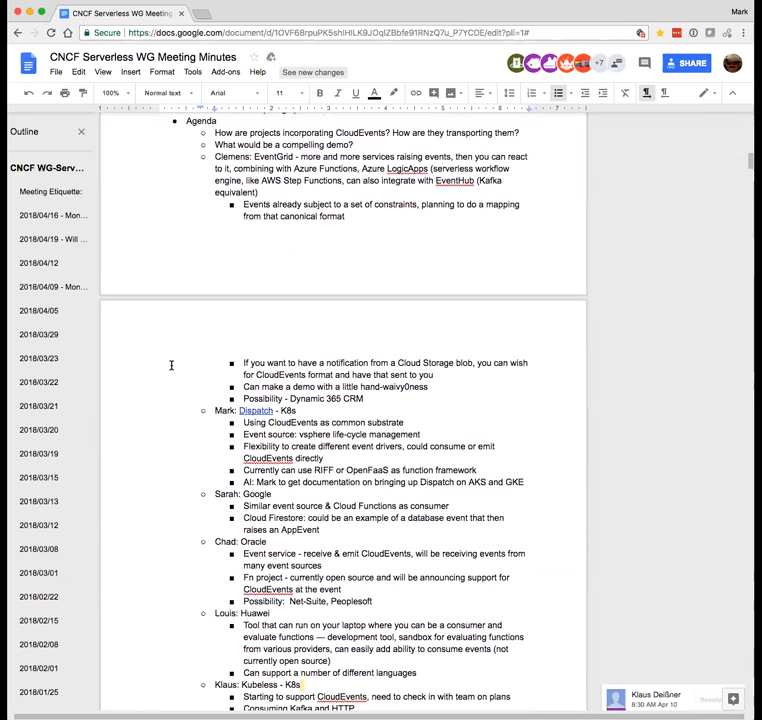 CNCF Serverless WG Meeting
Mark
Secure
https://docs.google.com/document/d/1OVF68rpuPK5shlHILK9JOqIZBbfe91RNzQ7u_P7YCDE/edit?pli=1#
CNCF Serverless WG Meeting Minutes
File Edit View Insert Format Tools Add-ons Help See new changes
+7
SHARE
100% Normal text Arial 11
Outline
CNCF WG-Serv...
Meeting Etiquette:
2018/04/16 - Mon...
2018/04/19 - Will ...
2018/04/12
2018/04/09 - Mon...
2018/04/05
2018/03/29
2018/03/23
2018/03/22
2018/03/21
2018/03/20
2018/03/19
2018/03/15
2018/03/13
2018/03/12
2018/03/08
2018/03/01
2018/02/22
2018/02/15
2018/02/08
2018/02/01
2018/01/25
Agenda
How are projects incorporating CloudEvents? How are they transporting them?
What would be a compelling demo?
Clemens: EventGrid - more and more services raising events, then you can react
to it, combining with Azure Functions, Azure LogicApps (serverless workflow
engine, like AWS Step Functions, can also integrate with EventHub (Kafka
equivalent)
Events already subject to a set of constraints, planning to do a mapping
from that canonical format
If you want to have a notification from a Cloud Storage blob, you can wish
for CloudEvents format and have that sent to you
Can make a demo with a little hand-waivy0ness
Possibility - Dynamic 365 CRM
Mark: Dispatch - K8s
Using CloudEvents as common substrate
Event source: vsphere life-cycle management
Flexibility to create different event drivers, could consume or emit
CloudEvents directly
Currently can use RIFF or OpenFaaS as function framework
AI: Mark to get documentation on bringing up Dispatch on AKS and GKE
Sarah: Google
Similar event source & Cloud Functions as consumer
Cloud Firestore: could be an example of a database event that then
raises an AppEvent
Chad: Oracle
Event service - receive & emit CloudEvents, will be receiving events from
many event sources
Fn project - currently open source and will be announcing support for
CloudEvents at the event
Possibility: Net-Suite, Peoplesoft
Louis: Huawei
Tool that can run on your laptop where you can be a consumer and
evaluate functions — development tool, sandbox for evaluating functions
from various providers, can easily add ability to consume events (not
currently open source)
Can support a number of different languages
Klaus: Kubeless - K8s
Starting to support CloudEvents, need to check in with team on plans
Consuming Kafka and HTTP
Klaus Deißner
8:30 AM Apr 10